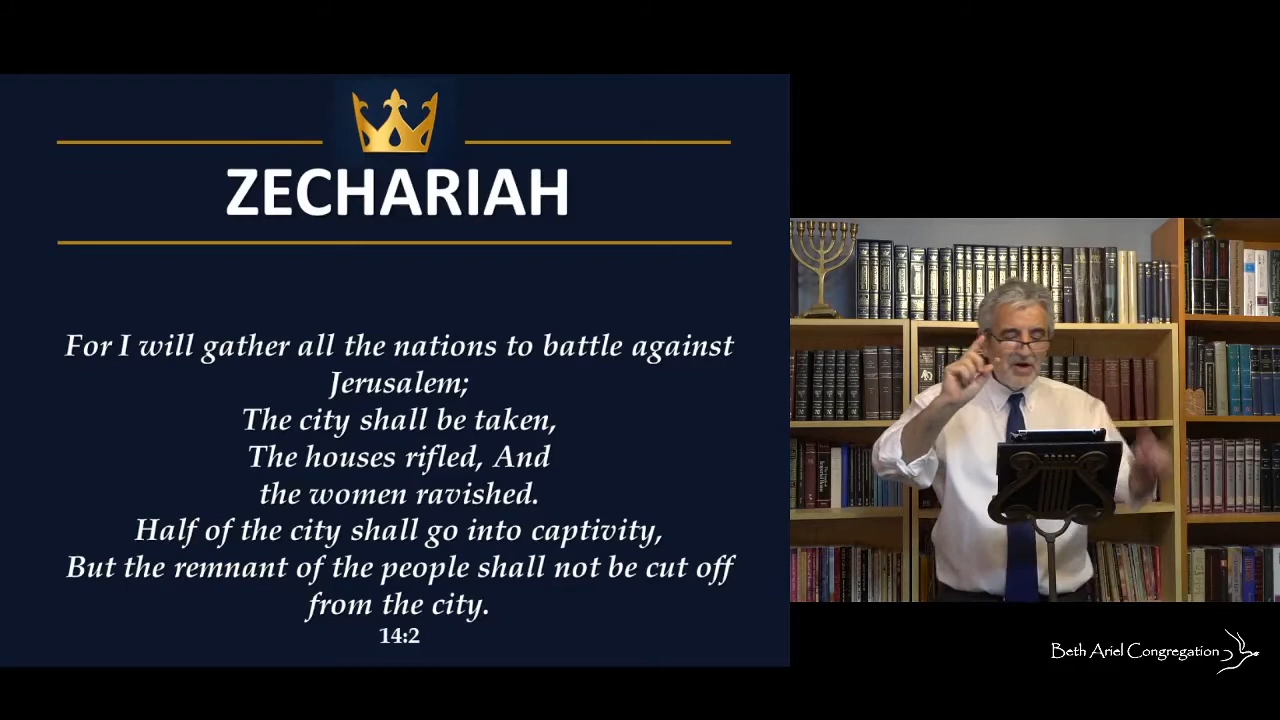 ZECHARIAH
For I will gather all the nations to battle against
Jerusalem;
The city shall be taken,
The houses rifled, And
the women ravished.
Half of the city shall go into captivity,
But the remnant of the people shall not be cut off
from the city.
14:2
Beth Ariel Congregation